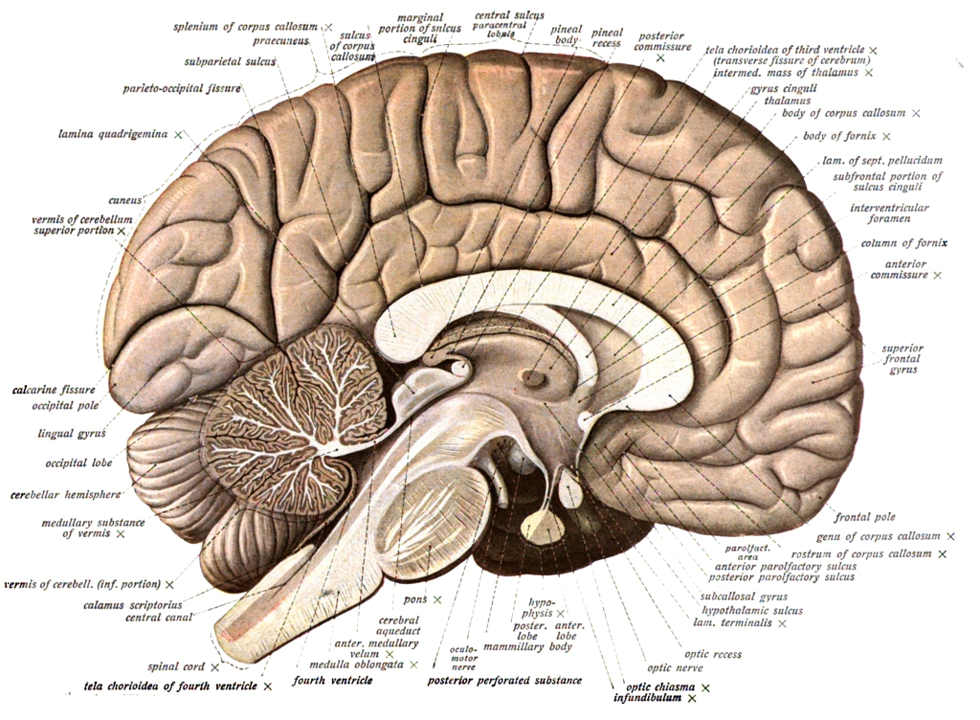 splenium of corpus callosum ×
praecuneus
subparietal sulcus
parieto-occipital fissure
lamina quadrigemina ×
cuneus
vermis of cerebellum
superior portion ×
calcarine fissure
occipital pole
lingual gyrus
occipital lobe
cerebellar hemisphere
medullary substance
of vermis ×
vermis of cerebell. (inf. portion) ×
calamus scriptorius
central canal
spinal cord ×
tela chorioidea of fourth ventricle ×
sulcus
of corpus
callosum
marginal
portion of sulcus
cinguli
central sulcus
paracentral
lobule
pineal
body
pineal
recess
posterior
commissure
×
tela chorioidea of third ventricle ×
(transverse fissure of cerebrum)
intermed. mass of thalamus ×
gyrus cinguli
thalamus
body of corpus callosum ×
body of fornix ×
lam. of sept. pellucidum
subfrontal portion of
sulcus cinguli
interventricular
foramen
column of fornix
anterior
commissure ×
superior
frontal
gyrus
frontal pole
genu of corpus callosum ×
rostrum of corpus callosum ×
parolfact.
area
anterior parolfactory sulcus
posterior parolfactory sulcus
subcallosal gyrus
hypothalamic sulcus
lam. terminalis ×
optic recess
optic nerve
optic chiasma ×
infundibulum ×
pons ×
cerebral
aqueduct
anter. medullary
velum ×
medulla oblongata ×
fourth ventricle
oculo-
motor
nerve
hypo-
physis ×
poster. anter.
lobe lobe
mammillary body
posterior perforated substance